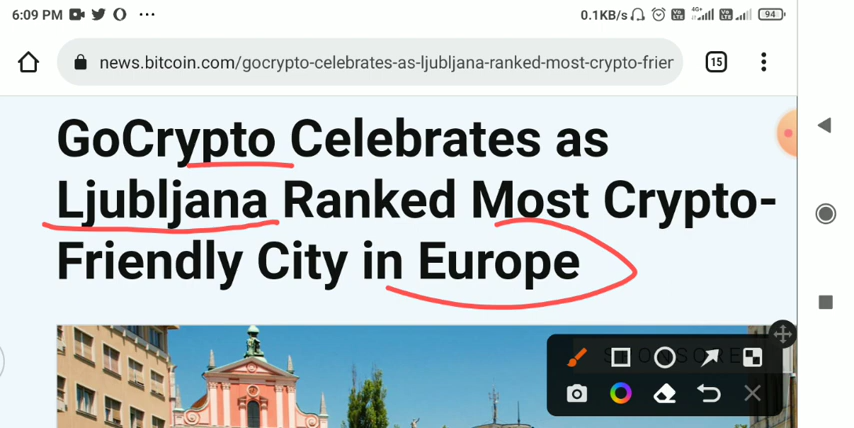 6:09 PM
0.1KB/s
4G+
94
news.bitcoin.com/gocrypto-celebrates-as-ljubljana-ranked-most-crypto-frier
15
GoCrypto Celebrates as
Ljubljana Ranked Most Crypto-
Friendly City in Europe